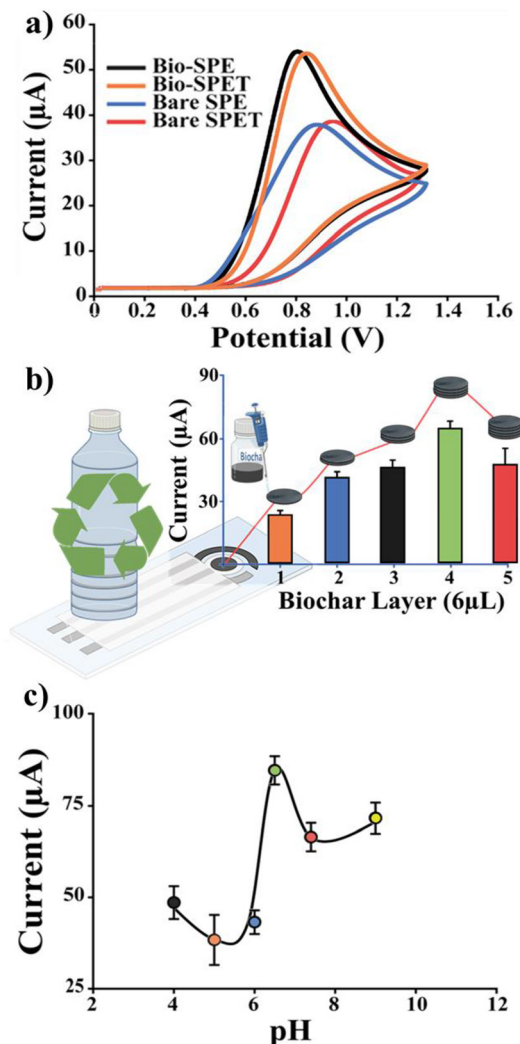 a)
60
50
40
30
20
10
0
Current (µA)
Bio-SPE
Bio-SPET
Bare SPE
Bare SPET
0 0.2 0.4 0.6 0.8 1.0 1.2 1.4 1.6
Potential (V)
b)
90
60
30
Current (µA)
Biocha
1 2 3 4 5
Biochar Layer (6µL)
c)
100
75
50
25
Current (µA)
2 4 6 8 10 12
pH